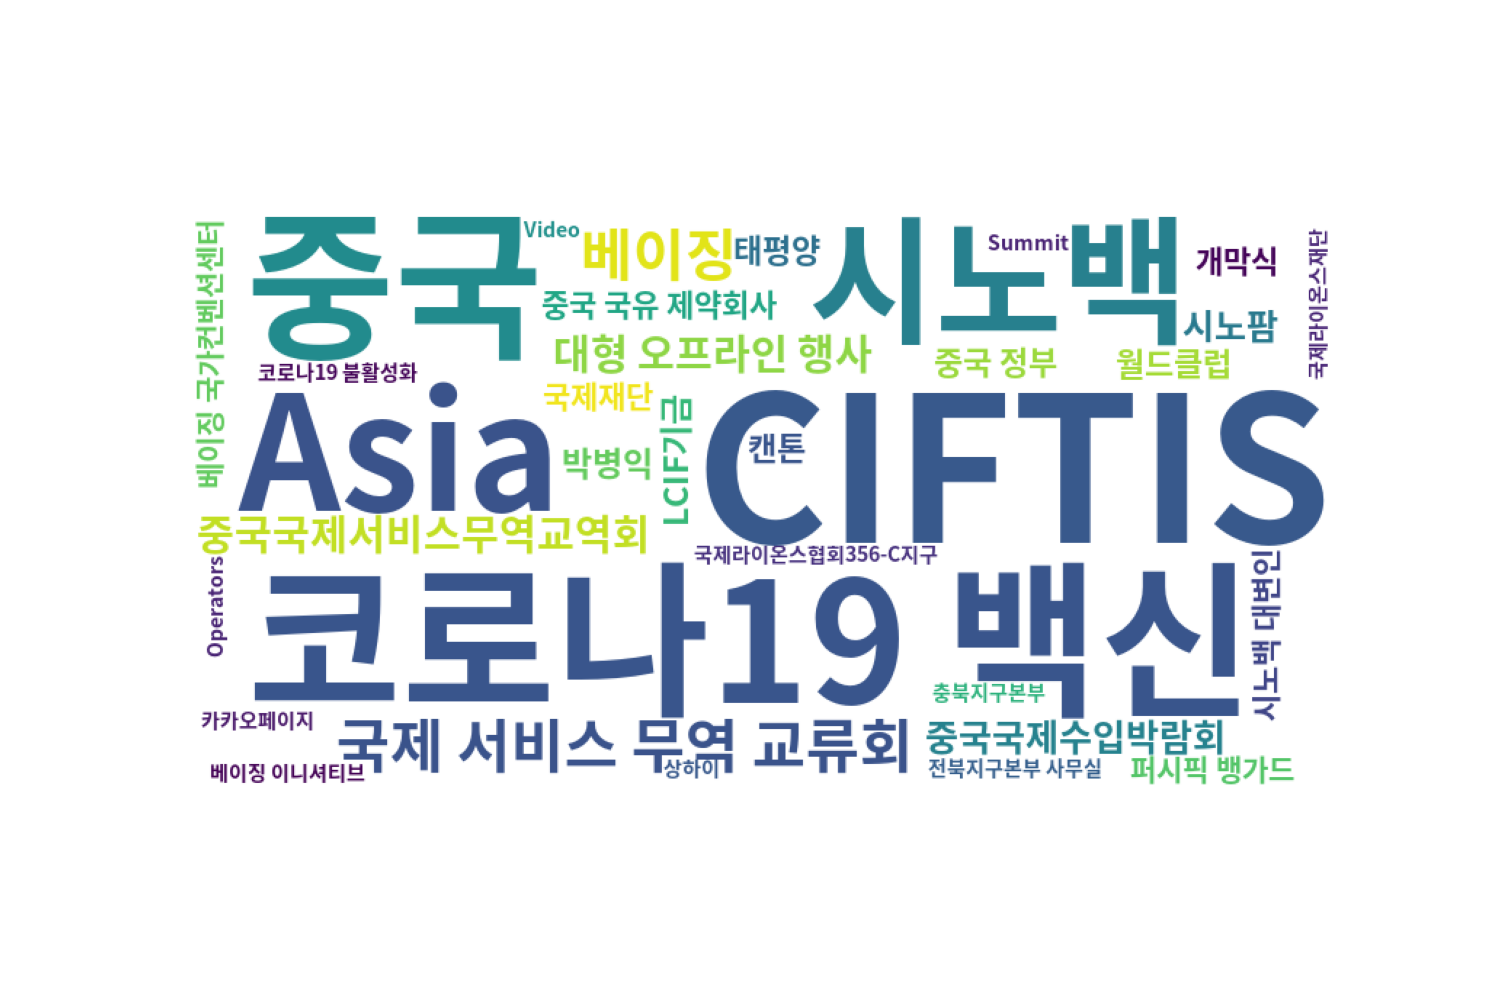 중국
Video
베이징
태평양
시노백
Summit
개막식
국제라이온스재단
베이징 국가컨벤션센터
중국 국유 제약회사
시노팜
대형 오프라인 행사
중국 정부
월드클럽
코로나19 불활성화
국제재단
Asia
박병익
LCIF기금
CIFTIS
캔톤
중국국제서비스무역교역회
국제라이온스협회356-C지구
Operators
코로나19 백신
시노백 대변인
충북지구본부
카카오페이지
국제 서비스 무역 교류회
중국국제수입박람회
베이징 이니셔티브
상하이
전북지구본부 사무실
퍼시픽 뱅가드